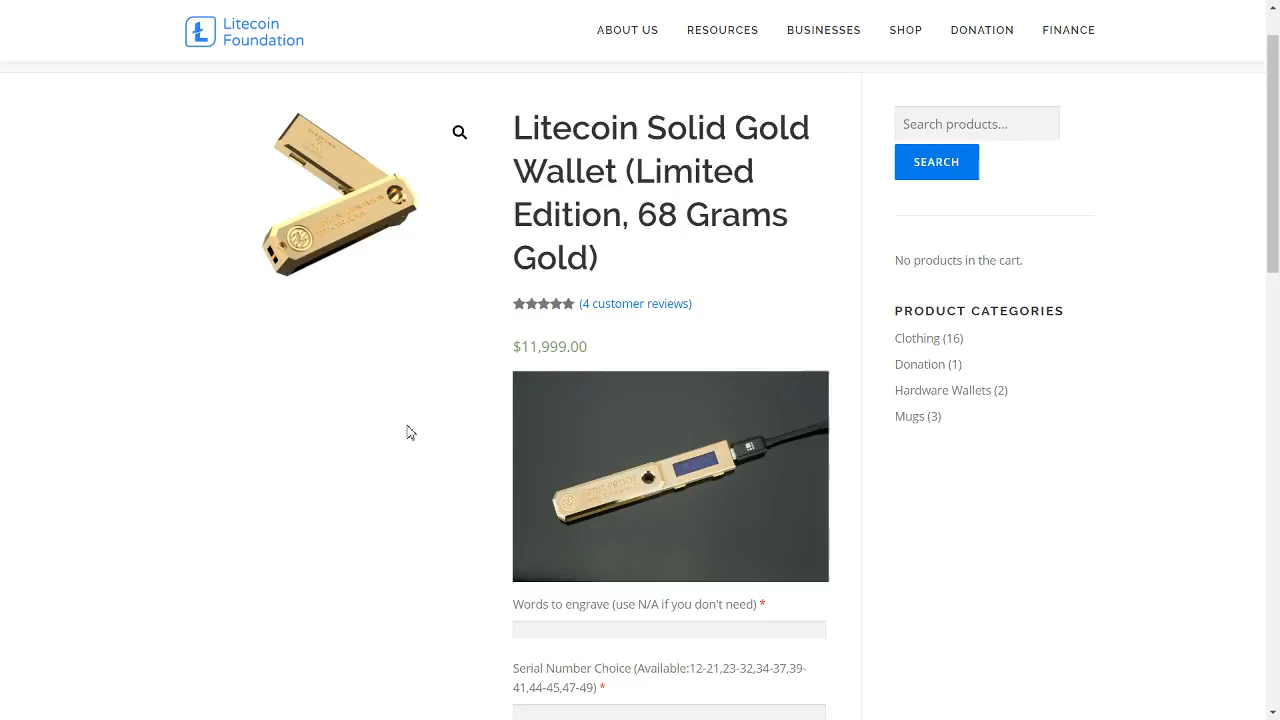 Litecoin
Foundation
ABOUT US
RESOURCES
BUSINESSES
SHOP
DONATION
FINANCE
Litecoin Solid Gold
Wallet (Limited
Edition, 68 Grams
Gold)
(4 customer reviews)
$11,999.00
Words to engrave (use N/A if you don't need) *
Serial Number Choice (Available:12-21,23-32,34-37,39-
41,44-45,47-49) *
Search products...
SEARCH
No products in the cart.
PRODUCT CATEGORIES
Clothing (16)
Donation (1)
Hardware Wallets (2)
Mugs (3)